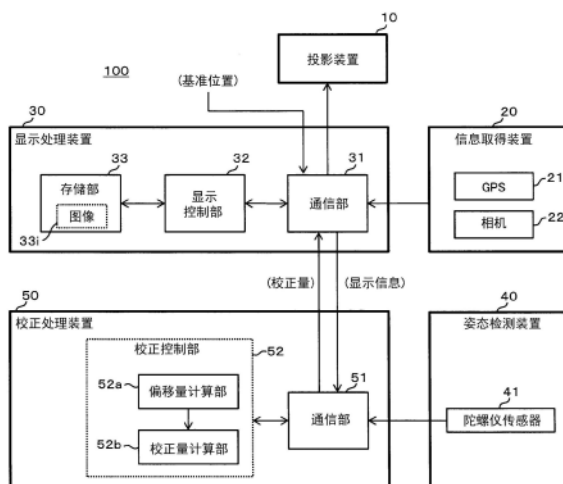 10
投影装置
100
(基准位置)
30
显示处理装置
20
信息取得装置
33
存储部
图像
33i
32
显示
控制部
31
通信部
GPS
21
相机
22
(校正量)
(显示信息)
50
校正处理装置
校正控制部
52
52a
偏移量计算部
52b
校正量计算部
51
通信部
40
姿态检测装置
41
陀螺仪传感器